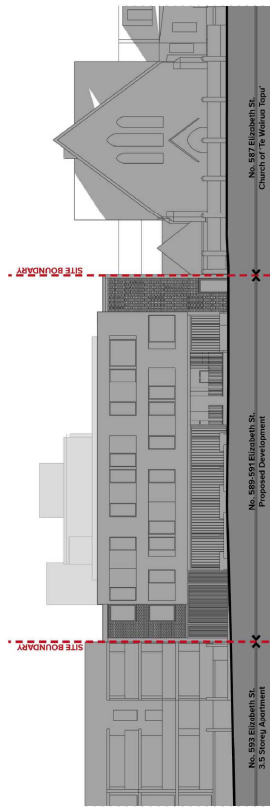 No. 593 Elizabeth St.
3.5 Storey Apartment
SITE BOUNDARY
No. 589-591 Elizabeth St.
Proposed Development
SITE BOUNDARY
No. 587 Elizabeth St.
Church of 'Te Wairua Tapu'